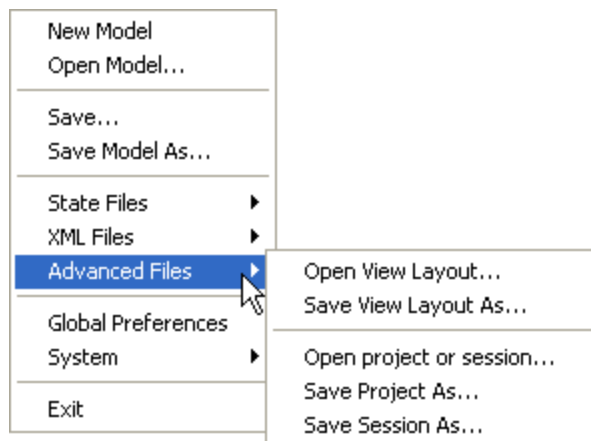 New Model
Open Model...
Save...
Save Model As...
State Files
XML Files
Advanced Files
Global Preferences
System
Exit
Open View Layout...
Save View Layout As...
Open project or session...
Save Project As...
Save Session As...